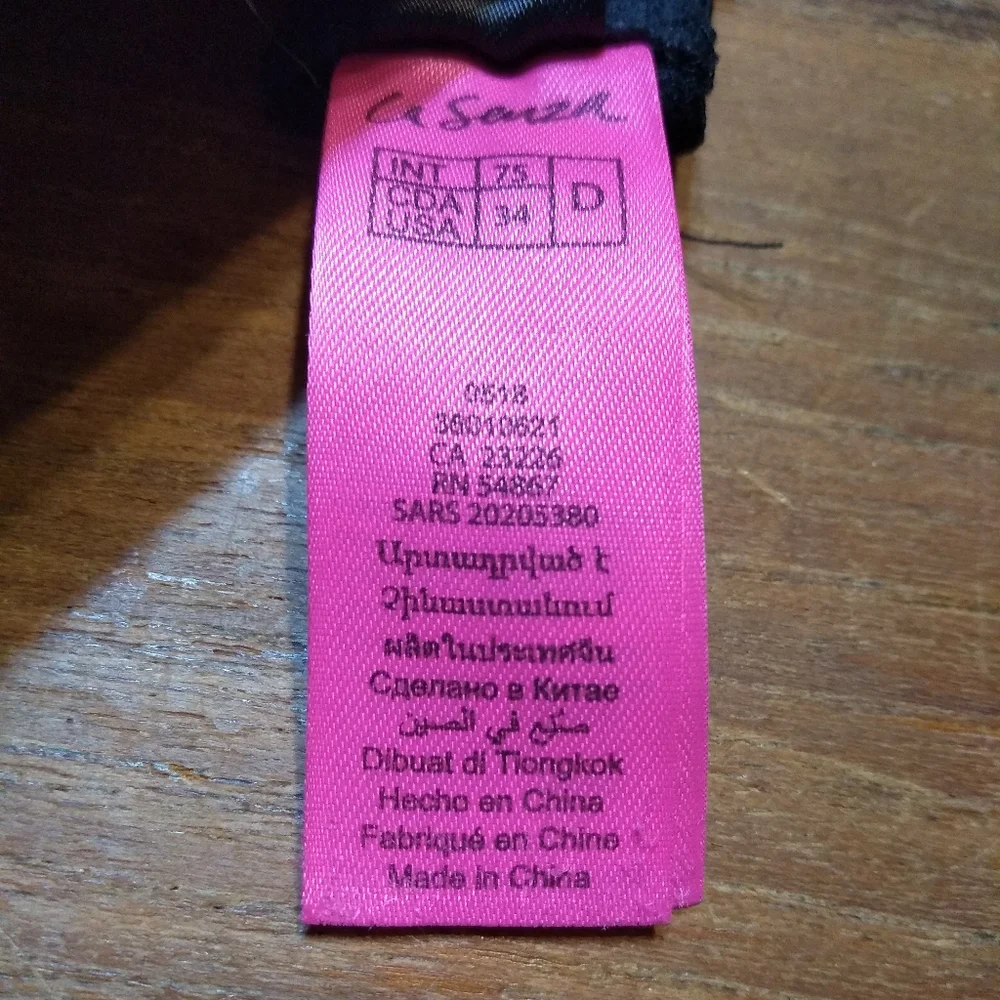 La Senza
INT 75 D
CDA USA 34
0518
36010621
CA 23226
RN 54867
SARS 20205380
Արտադրված է
Չինաստանում
ผลิตในประเทศจีน
Сделано в Китае
صنع في الصين
Dibuat di Tiongkok
Hecho en China
Fabriqué en Chine
Made in China